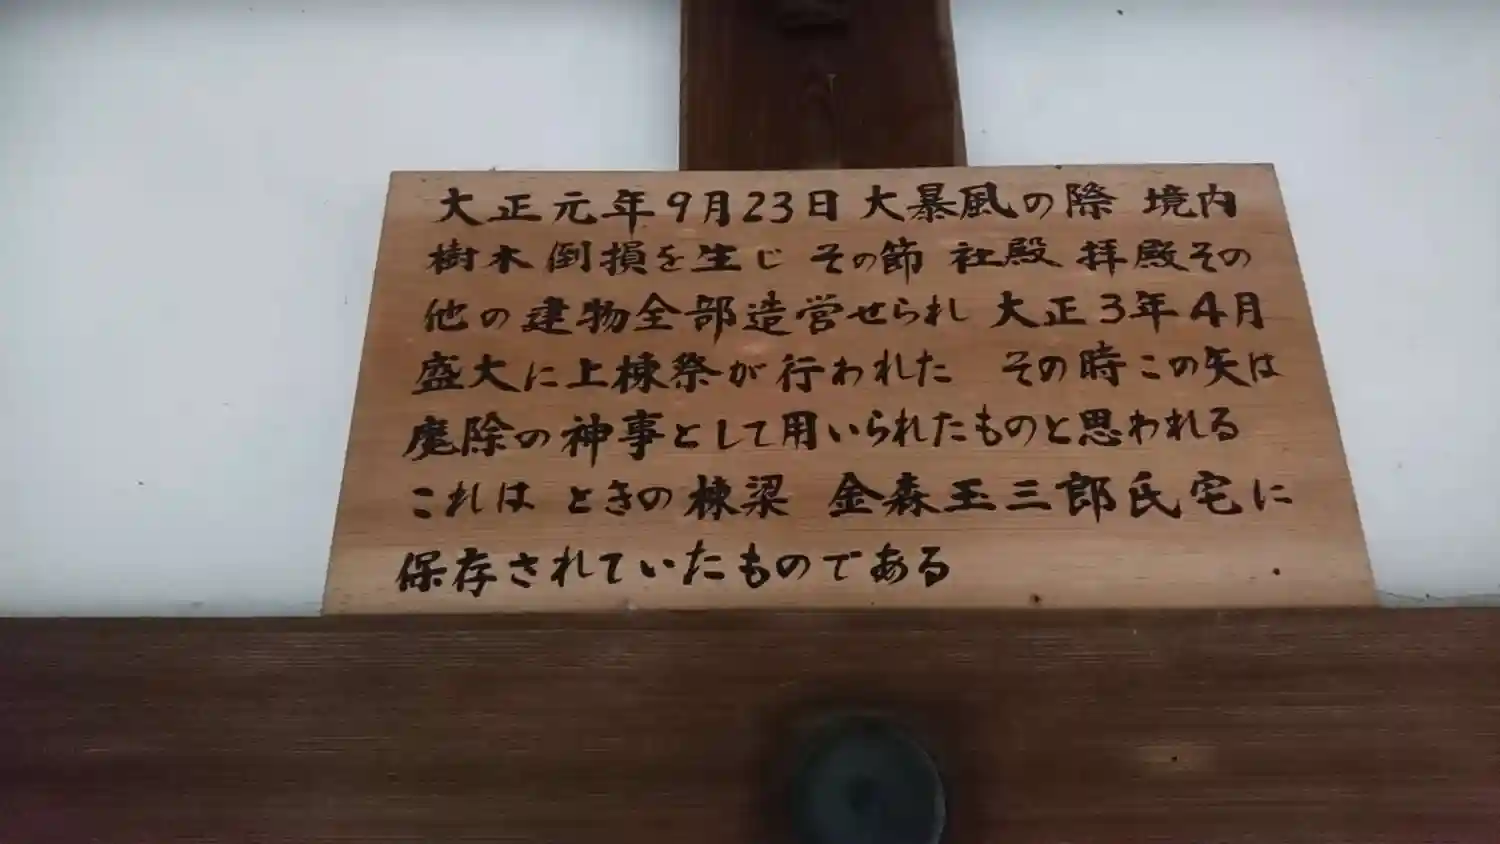 大正元年9月23日 大暴風の際 境内
樹木倒損を生じ その節 社殿 拝殿その
他の建物全部造営せられ 大正3年4月
盛大に上棟祭が行われた その時この矢は
魔除の神事として用いられたものと思われる
これは ときの棟梁 金森玉三郎氏宅に
保存されていたものである